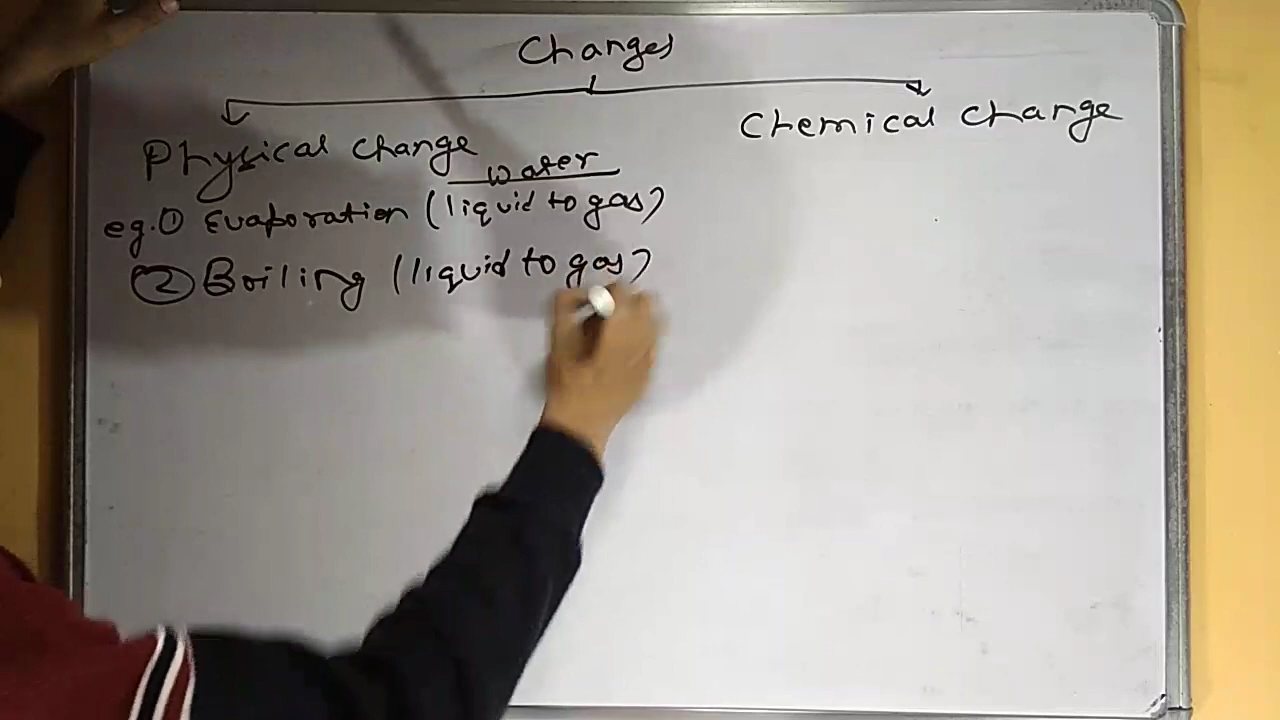 Changes
Physical change
Chemical change
water
eg. ① Evaporation (liquid to gas)
② Boiling (liquid to gas)